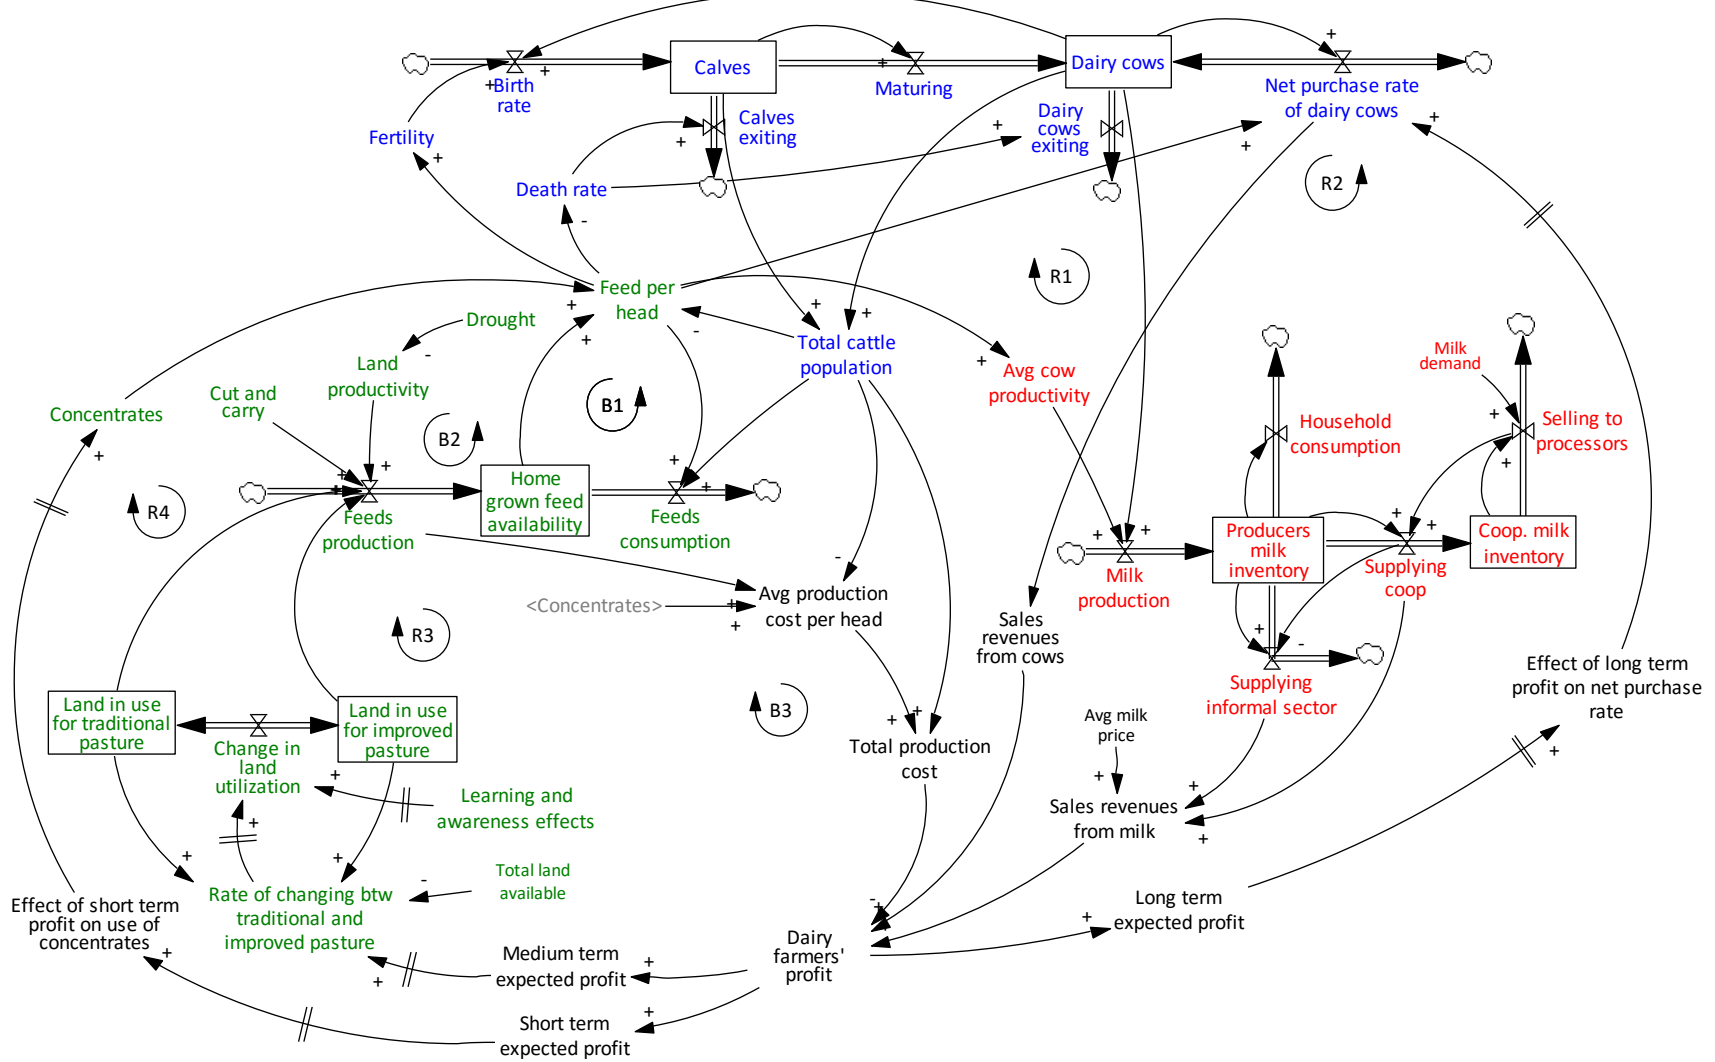 Calves
Dairy cows
Birth
rate
Maturing
Net purchase rate
of dairy cows
Calves
exiting
Dairy
cows
exiting
Fertility
Death rate
R2
R1
Feed per
head
Drought
Total cattle
population
Land
productivity
Avg cow
productivity
Milk
demand
Cut and
carry
Concentrates
B1
B2
Household
consumption
Selling to
processors
Home
grown feed
availability
R4
Feeds
production
Feeds
consumption
Producers
milk
inventory
Coop. milk
inventory
Supplying
coop
Milk
production
<Concentrates>
Avg production
cost per head
Sales
revenues
from cows
R3
Effect of long term
profit on net purchase
rate
Supplying
informal sector
Land in use
for traditional
pasture
Land in use
for improved
pasture
B3
Avg milk
price
Change in
land
utilization
Total production
cost
Learning and
awareness effects
Sales revenues
from milk
Total land
available
Rate of changing btw
traditional and
improved pasture
Effect of short term
profit on use of
concentrates
Long term
expected profit
Medium term
expected profit
Dairy
farmers'
profit
Short term
expected profit